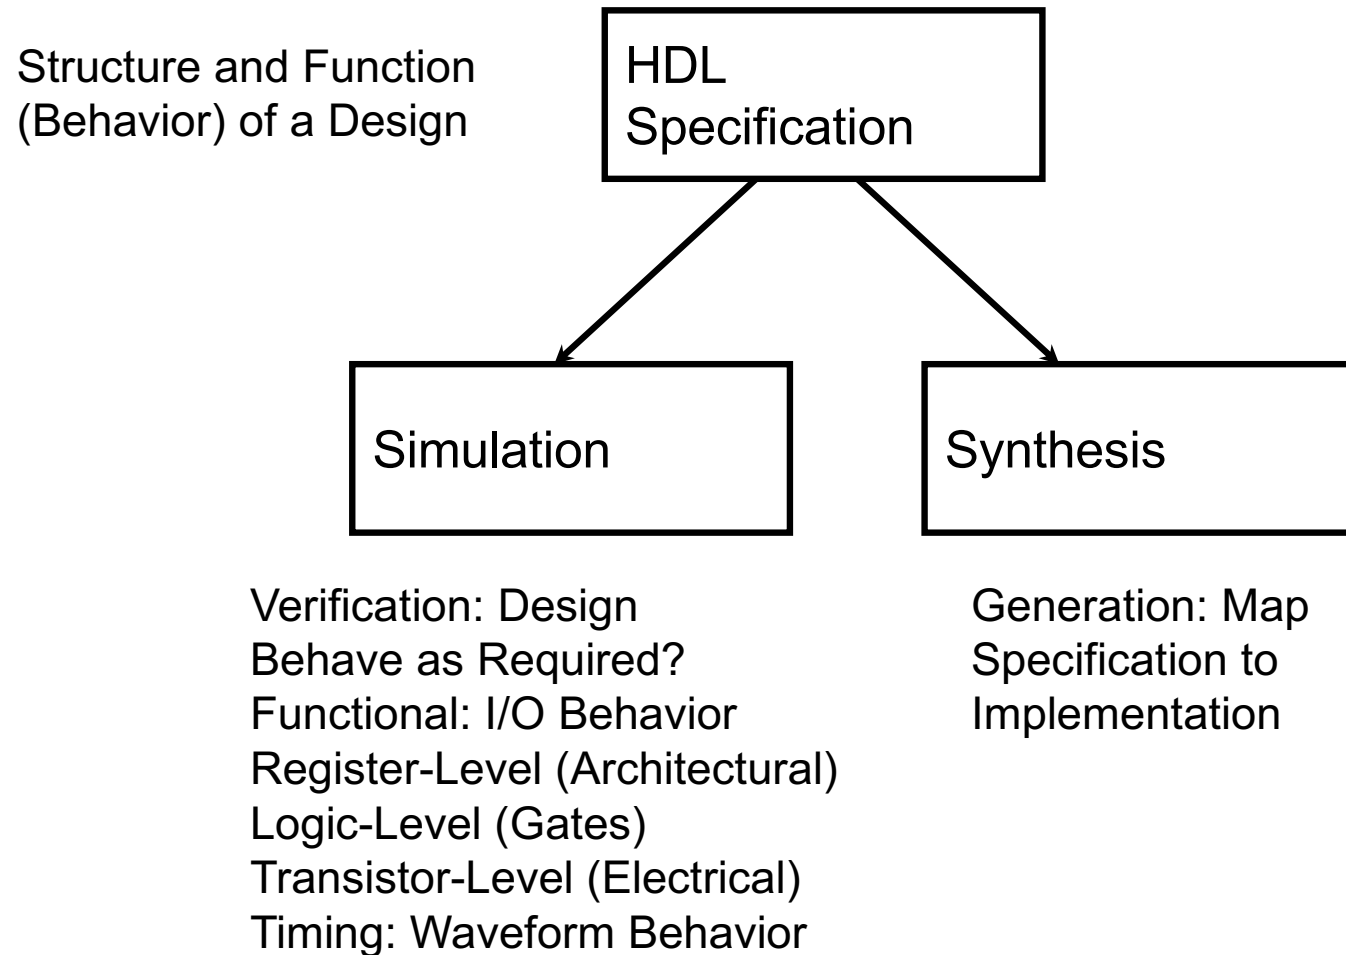 Structure and Function
(Behavior) of a Design
HDL
Specification
Simulation
Synthesis
Verification: Design
Behave as Required?
Functional: I/O Behavior
Register-Level (Architectural)
Logic-Level (Gates)
Transistor-Level (Electrical)
Timing: Waveform Behavior
Generation: Map
Specification to
Implementation